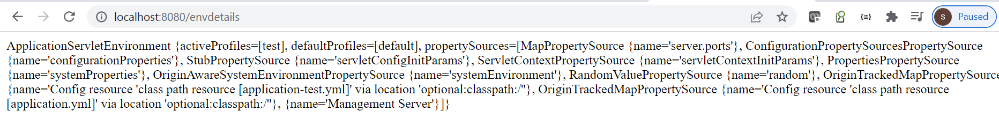 localhost:8080/envdetails
S Paused
ApplicationServletEnvironment {activeProfiles=[test], defaultProfiles=[default], propertySources=[MapPropertySource {name='server.ports'}, ConfigurationPropertySourcesPropertySource
{name='configurationProperties'}, StubPropertySource {name='servletConfigInitParams'}, ServletContextPropertySource {name='servletContextInitParams'}, PropertiesPropertySource
{name='systemProperties'}, OriginAwareSystemEnvironmentPropertySource {name='systemEnvironment'}, RandomValuePropertySource {name='random'}, OriginTrackedMapPropertySource
{name='Config resource 'class path resource [application-test.yml]' via location 'optional:classpath:/''}, OriginTrackedMapPropertySource {name='Config resource 'class path resource
[application.yml]' via location 'optional:classpath:/''}, {name='Management Server'}]}